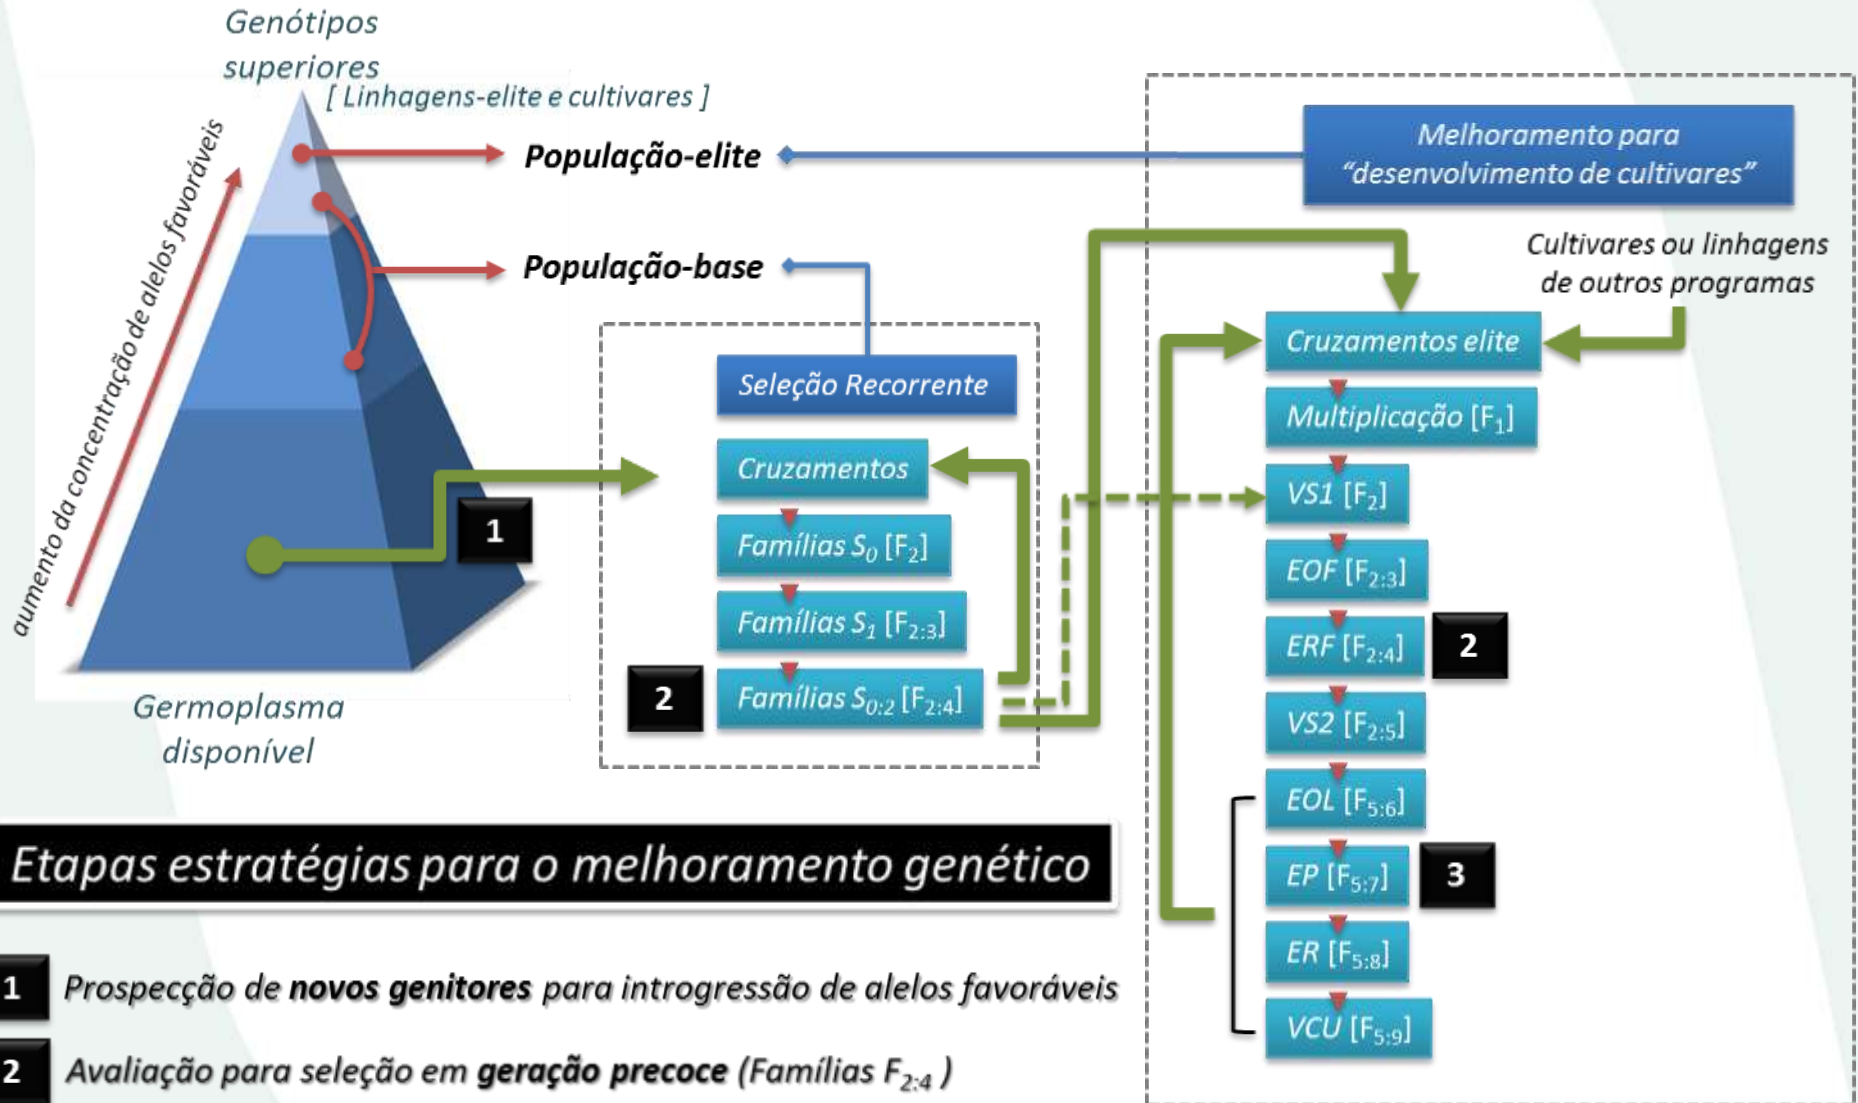 Genótipos
superiores
[ Linhagens-elite e cultivares ]
aumento da concentração de alelos favoráveis
População-elite
População-base
Germoplasma
disponível
1
Seleção Recorrente
Cruzamentos
Famílias S0 [F2]
Famílias S1 [F2:3]
2
Famílias S0:2 [F2:4]
Melhoramento para
“desenvolvimento de cultivares”
Cultivares ou linhagens
de outros programas
Cruzamentos elite
Multiplicação [F1]
VS1 [F2]
EOF [F2:3]
ERF [F2:4]
2
VS2 [F2:5]
EOL [F5:6]
EP [F5:7]
3
ER [F5:8]
VCU [F5:9]
Etapas estratégias para o melhoramento genético
1 Prospecção de novos genitores para introgressão de alelos favoráveis
2 Avaliação para seleção em geração precoce (Famílias F2:4 )